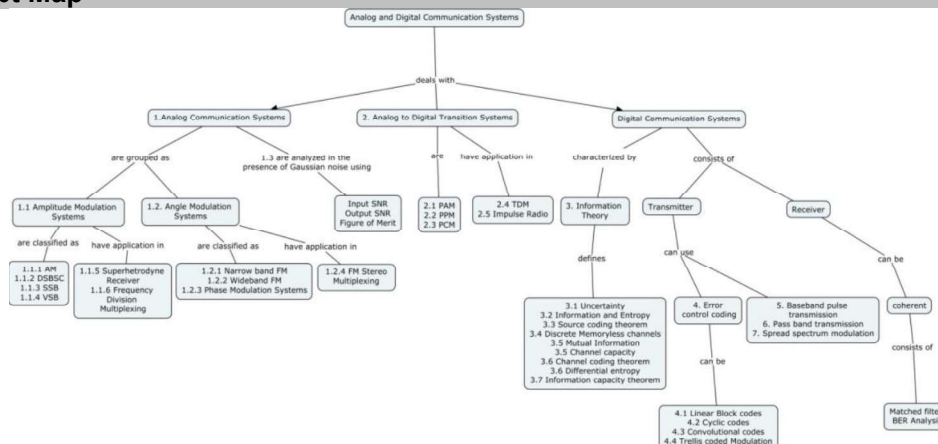 Analog and Digital Communication Systems
deals with
1.Analog Communication Systems
2. Analog to Digital Transition Systems
Digital Communication Systems
are grouped as
1.3 are analyzed in the
presence of Gaussian noise using
are
have application in
characterized by
consists of
1.1 Amplitude Modulation
Systems
1.2. Angle Modulation
Systems
Input SNR
Output SNR
Figure of Merit
2.1 PAM
2.2 PPM
2.3 PCM
2.4 TDM
2.5 Impulse Radio
3. Information
Theory
Transmitter
Receiver
are classified as
have application in
are classified as
have application in
defines
can use
can be
1.1.1 AM
1.1.2 DSBSC
1.1.3 SSB
1.1.4 VSB
1.1.5 Superhetrodyne
Receiver
1.1.6 Frequency
Division
Multiplexing
1.2.1 Narrow band FM
1.2.2 Wideband FM
1.2.3 Phase Modulation Systems
1.2.4 FM Stereo
Multiplexing
3.1 Uncertainty
3.2 Information and Entropy
3.3 Source coding theorem
3.4 Discrete Memoryless channels
3.5 Mutual Information
3.5 Channel capacity
3.6 Channel coding theorem
3.6 Differential entropy
3.7 Information capacity theorem
4. Error
control coding
5. Baseband pulse
transmission
6. Pass band transmission
7. Spread spectrum modulation
coherent
can be
consists of
4.1 Linear Block codes
4.2 Cyclic codes
4.3 Convolutional codes
4.4 Trellis coded Modulation
Matched filte
BER Analysi